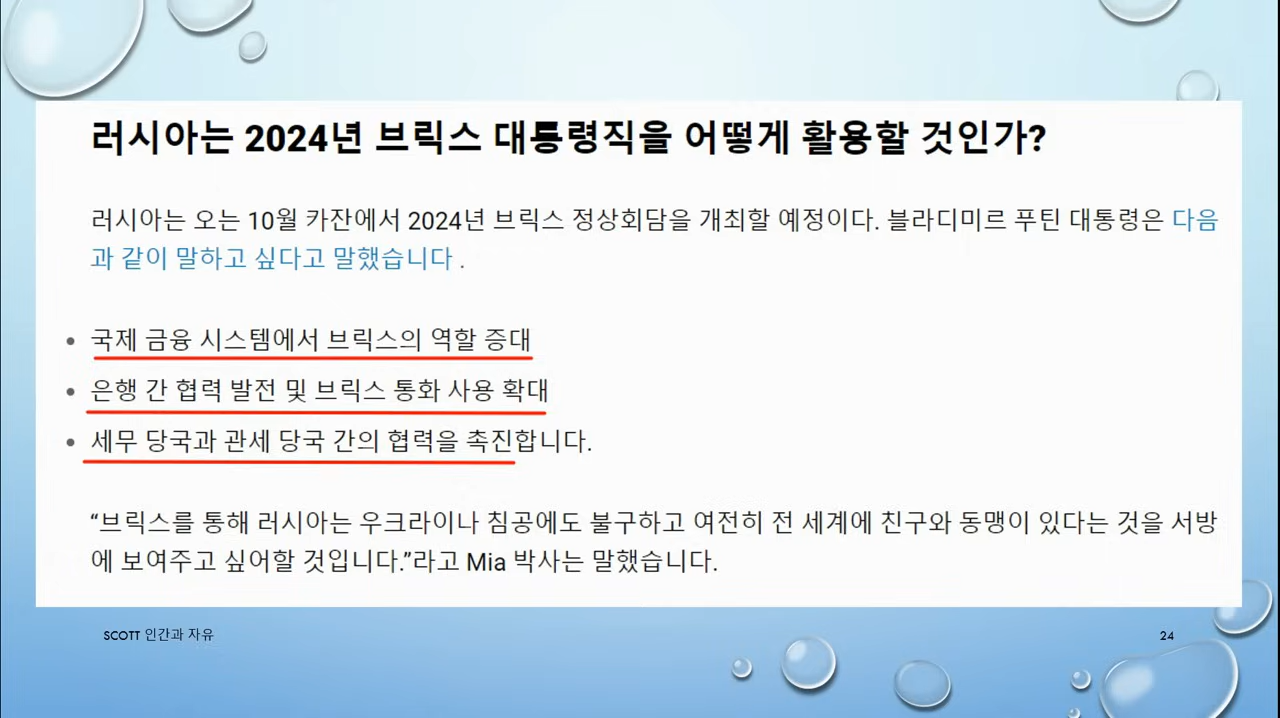 러시아는 2024년 브릭스 대통령직을 어떻게 활용할 것인가?
러시아는 오는 10월 카잔에서 2024년 브릭스 정상회담을 개최할 예정이다. 블라디미르 푸틴 대통령은 다음
과 같이 말하고 싶다고 말했습니다 .
• 국제 금융 시스템에서 브릭스의 역할 증대
• 은행 간 협력 발전 및 브릭스 통화 사용 확대
• 세무 당국과 관세 당국 간의 협력을 촉진합니다.
“브릭스를 통해 러시아는 우크라이나 침공에도 불구하고 여전히 전 세계에 친구와 동맹이 있다는 것을 서방
에 보여주고 싶어할 것입니다.”라고 Mia 박사는 말했습니다.
SCOTT 인간과 자유
24